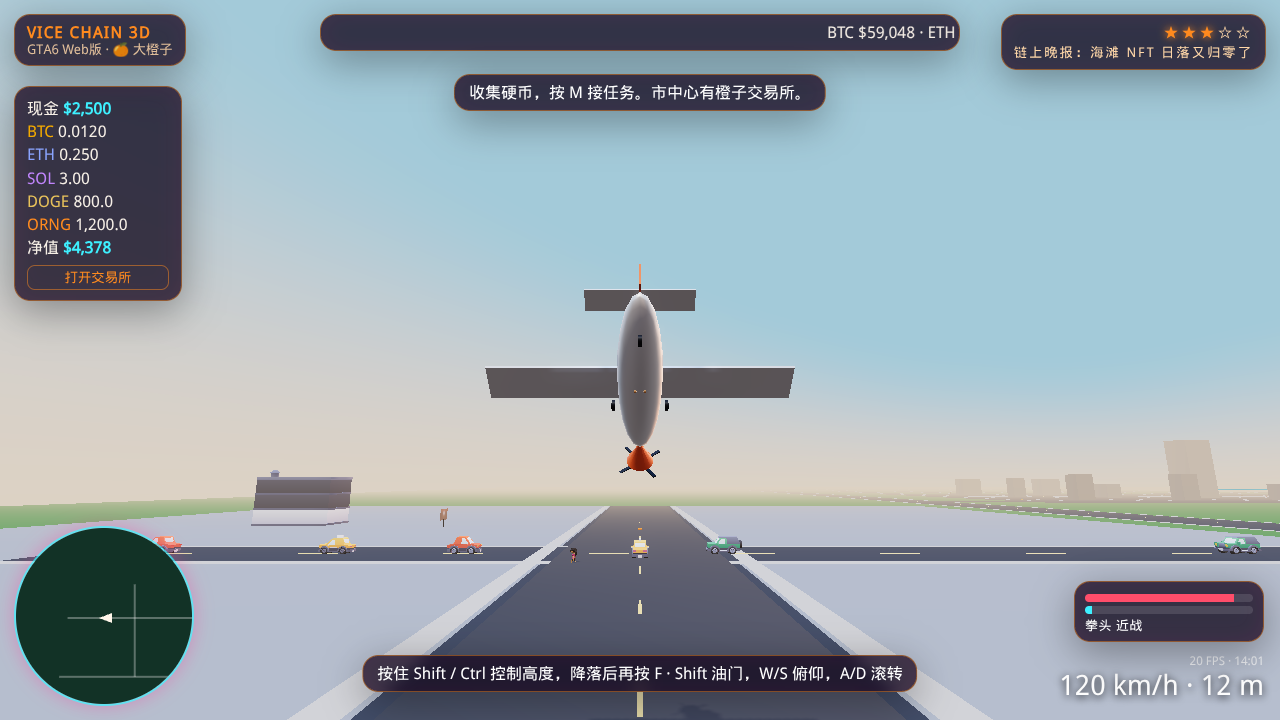 VICE CHAIN 3D
GTA6 Web版 · 🍊 大橙子
BTC $59,048 · ETH
★★★☆☆
链上晚报：海滩 NFT 日落又归零了
收集硬币，按 M 接任务。市中心有橙子交易所。
现金 $2,500
BTC 0.0120
ETH 0.250
SOL 3.00
DOGE 800.0
ORNG 1,200.0
净值 $4,378
打开交易所
拳头 近战
20 FPS · 14:01
120 km/h · 12 m
按住 Shift / Ctrl 控制高度，降落后再按 F · Shift 油门，W/S 俯仰，A/D 滚转